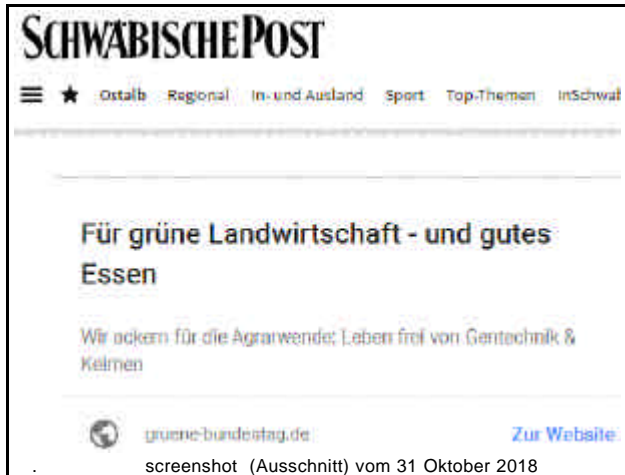 SCHWÄBISCHE POST
Ostalb Regional In- und Ausland Sport Top-Themen InSchwab
Für grüne Landwirtschaft - und gutes
Essen
Wir ackern für die Agrarwende: Leben frei von Gentechnik &
Keimen
gruene-bundestag.de Zur Website
. screenshot (Ausschnitt) vom 31 Oktober 2018